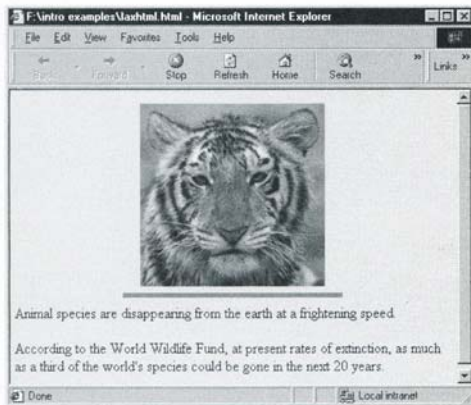 F:\intro examples\laxhtml.html - Microsoft Internet Explorer
File Edit View Favorites Tools Help
Back Forward Stop Refresh Home Search » Links »
Animal species are disappearing from the earth at a frightening speed.
According to the World Wildlife Fund, at present rates of extinction, as much
as a third of the world's species could be gone in the next 20 years.
Done Local intranet